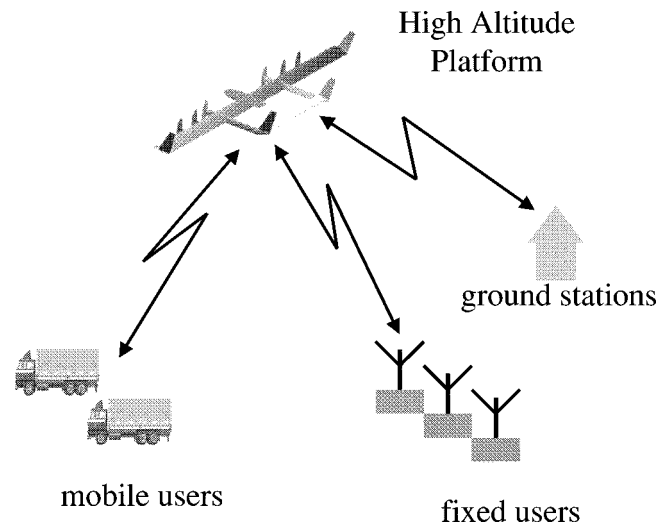 High Altitude
Platform
ground stations
mobile users
fixed users